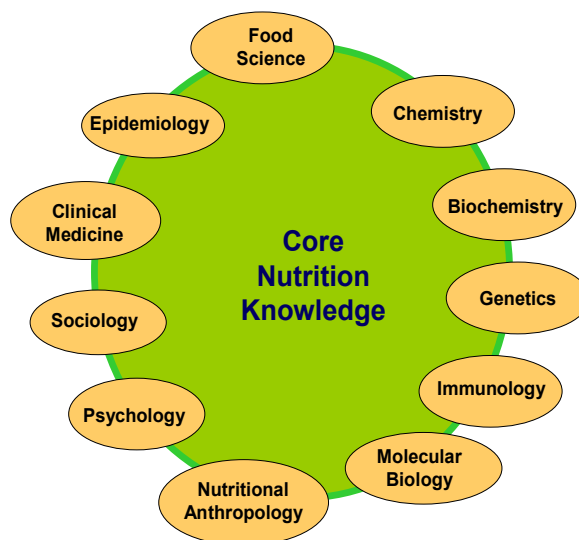 Food
Science
Chemistry
Biochemistry
Genetics
Immunology
Molecular
Biology
Nutritional
Anthropology
Psychology
Sociology
Clinical
Medicine
Epidemiology
Core
Nutrition
Knowledge